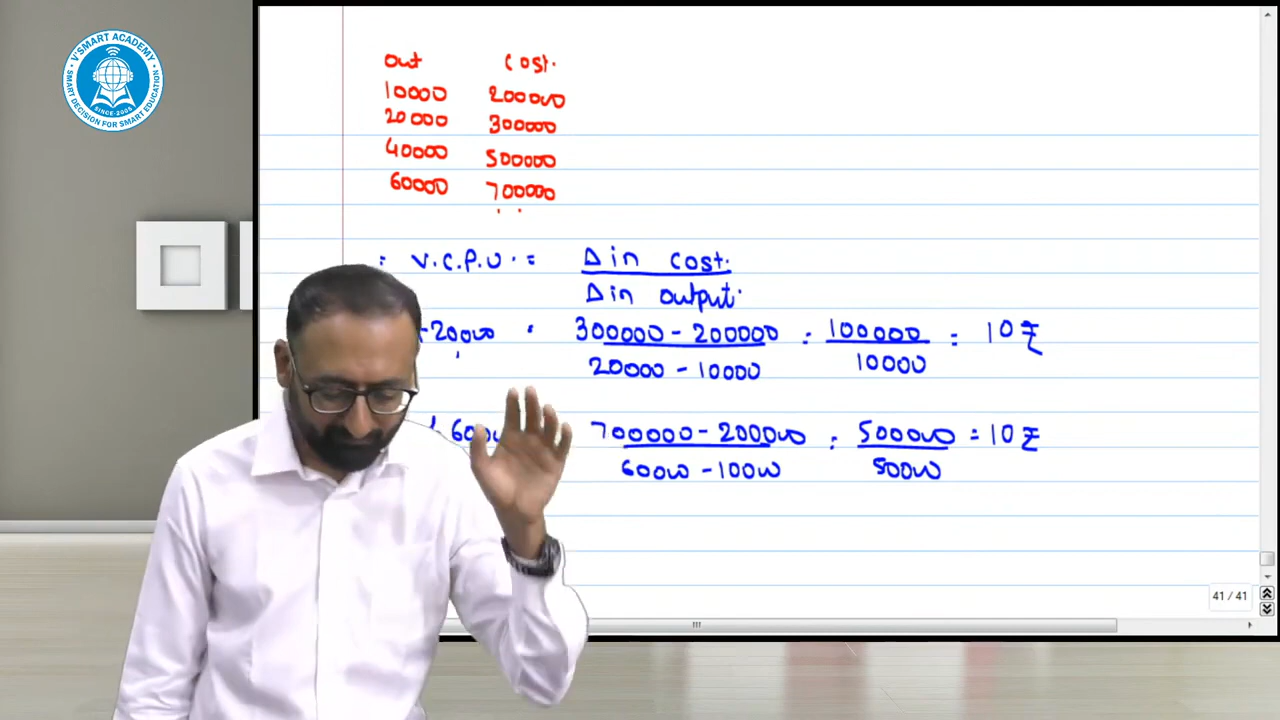 V'SMART ACADEMY
SINCE-2005
SMART DECISION FOR SMART EDUCATION
Out Cost.
10000 200000
20000 300000
40000 500000
60000 700000
= V.C.P.U. = Δ in cost.
Δ in output.
20000 300000 - 200000 = 100000 = 10 ₹
20000 - 10000 10000
700000 - 200000 = 500000 = 10 ₹
60000 - 10000 50000
41 / 41